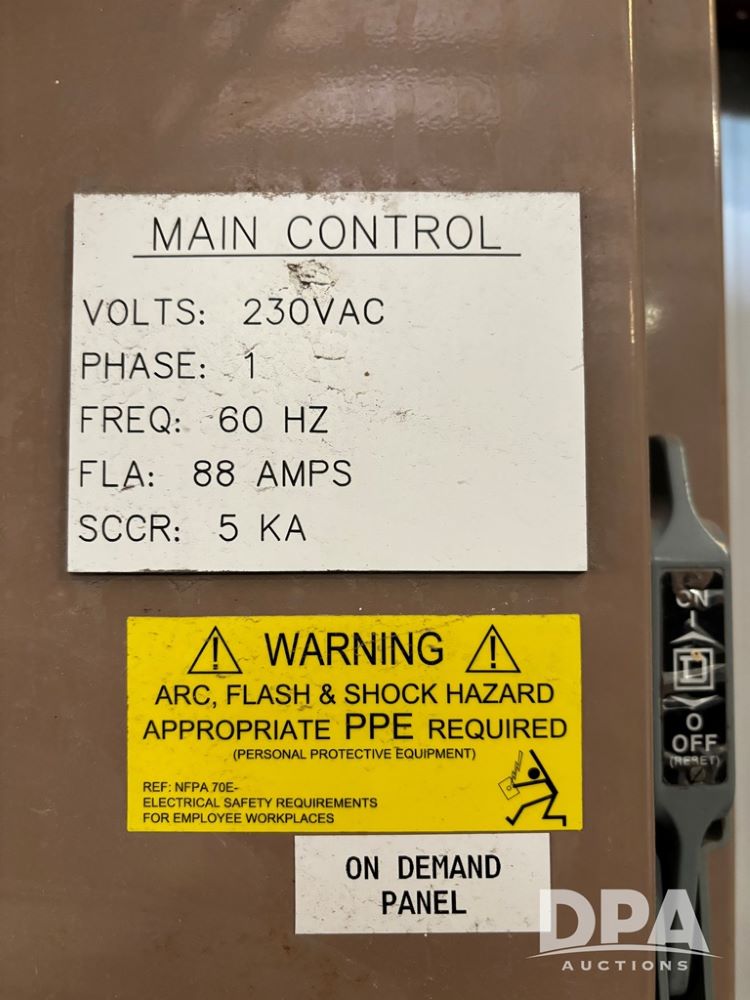 MAIN CONTROL
VOLTS: 230VAC
PHASE: 1
FREQ: 60 HZ
FLA: 88 AMPS
SCCR: 5 KA
WARNING
ARC, FLASH & SHOCK HAZARD
APPROPRIATE PPE REQUIRED
(PERSONAL PROTECTIVE EQUIPMENT)
REF: NFPA 70E-
ELECTRICAL SAFETY REQUIREMENTS
FOR EMPLOYEE WORKPLACES
ON DEMAND
PANEL
ON
I
D
O
OFF
(RESET)
DPA
AUCTIONS